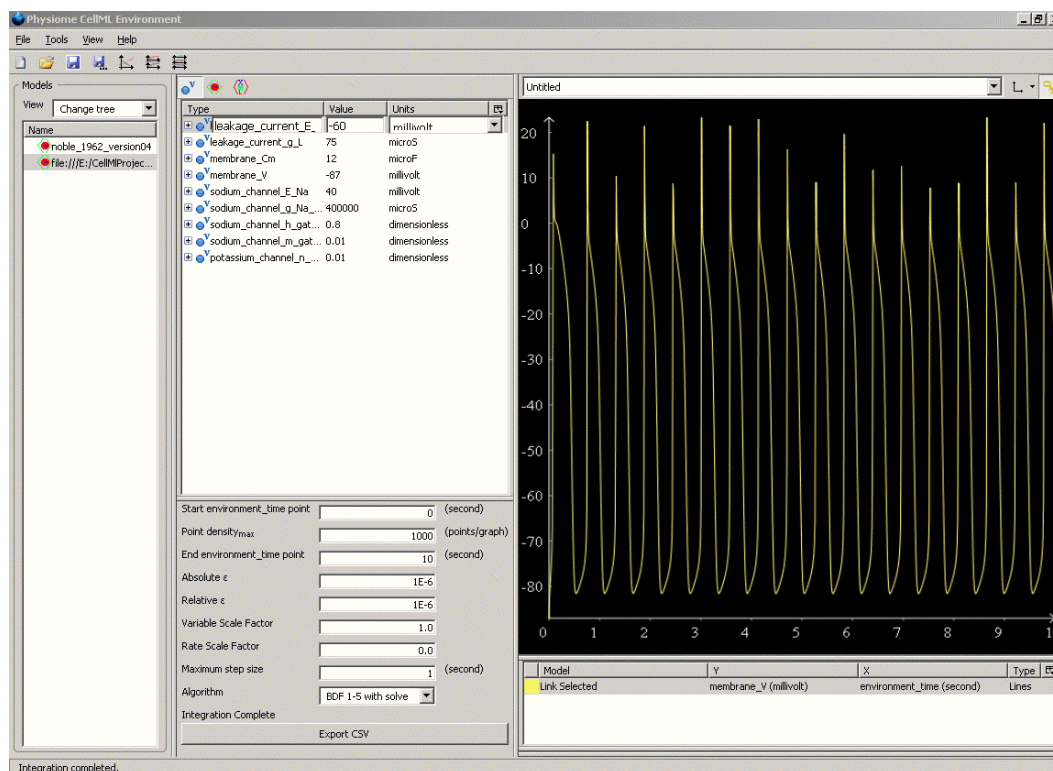 Physiome CellML Environment
File Tools View Help
Models
View Change tree
Name
noble_1962_version04
file:///E:/CellMlProjec...
Type Value Units
leakage_current_E_ -60 millivolt
leakage_current_g_L 75 microS
membrane_Cm 12 microF
membrane_V -87 millivolt
sodium_channel_E_Na 40 millivolt
sodium_channel_g_Na_... 400000 microS
sodium_channel_h_gat... 0.8 dimensionless
sodium_channel_m_gat... 0.01 dimensionless
potassium_channel_n_... 0.01 dimensionless
Start environment_time point 0 (second)
Point densitymax 1000 (points/graph)
End environment_time point 10 (second)
Absolute ε 1E-6
Relative ε 1E-6
Variable Scale Factor 1.0
Rate Scale Factor 0.0
Maximum step size 1 (second)
Algorithm BDF 1-5 with solve
Integration Complete
Export CSV
Untitled
20
10
0
-10
-20
-30
-40
-50
-60
-70
-80
0 1 2 3 4 5 6 7 8 9 1
Model Y X Type
Link Selected membrane_V (millivolt) environment_time (second) Lines
Integration completed.